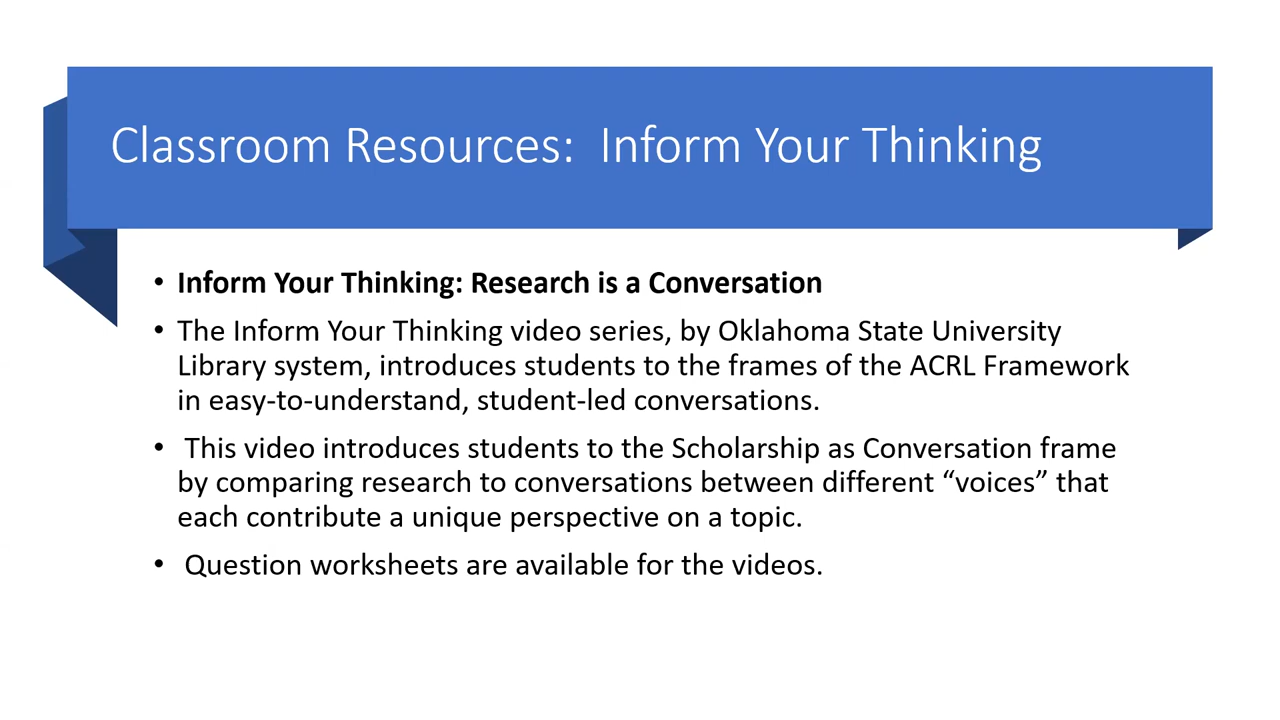 Classroom Resources:  Inform Your Thinking
• Inform Your Thinking: Research is a Conversation
• The Inform Your Thinking video series, by Oklahoma State University
Library system, introduces students to the frames of the ACRL Framework
in easy-to-understand, student-led conversations.
• This video introduces students to the Scholarship as Conversation frame
by comparing research to conversations between different “voices” that
each contribute a unique perspective on a topic.
• Question worksheets are available for the videos.